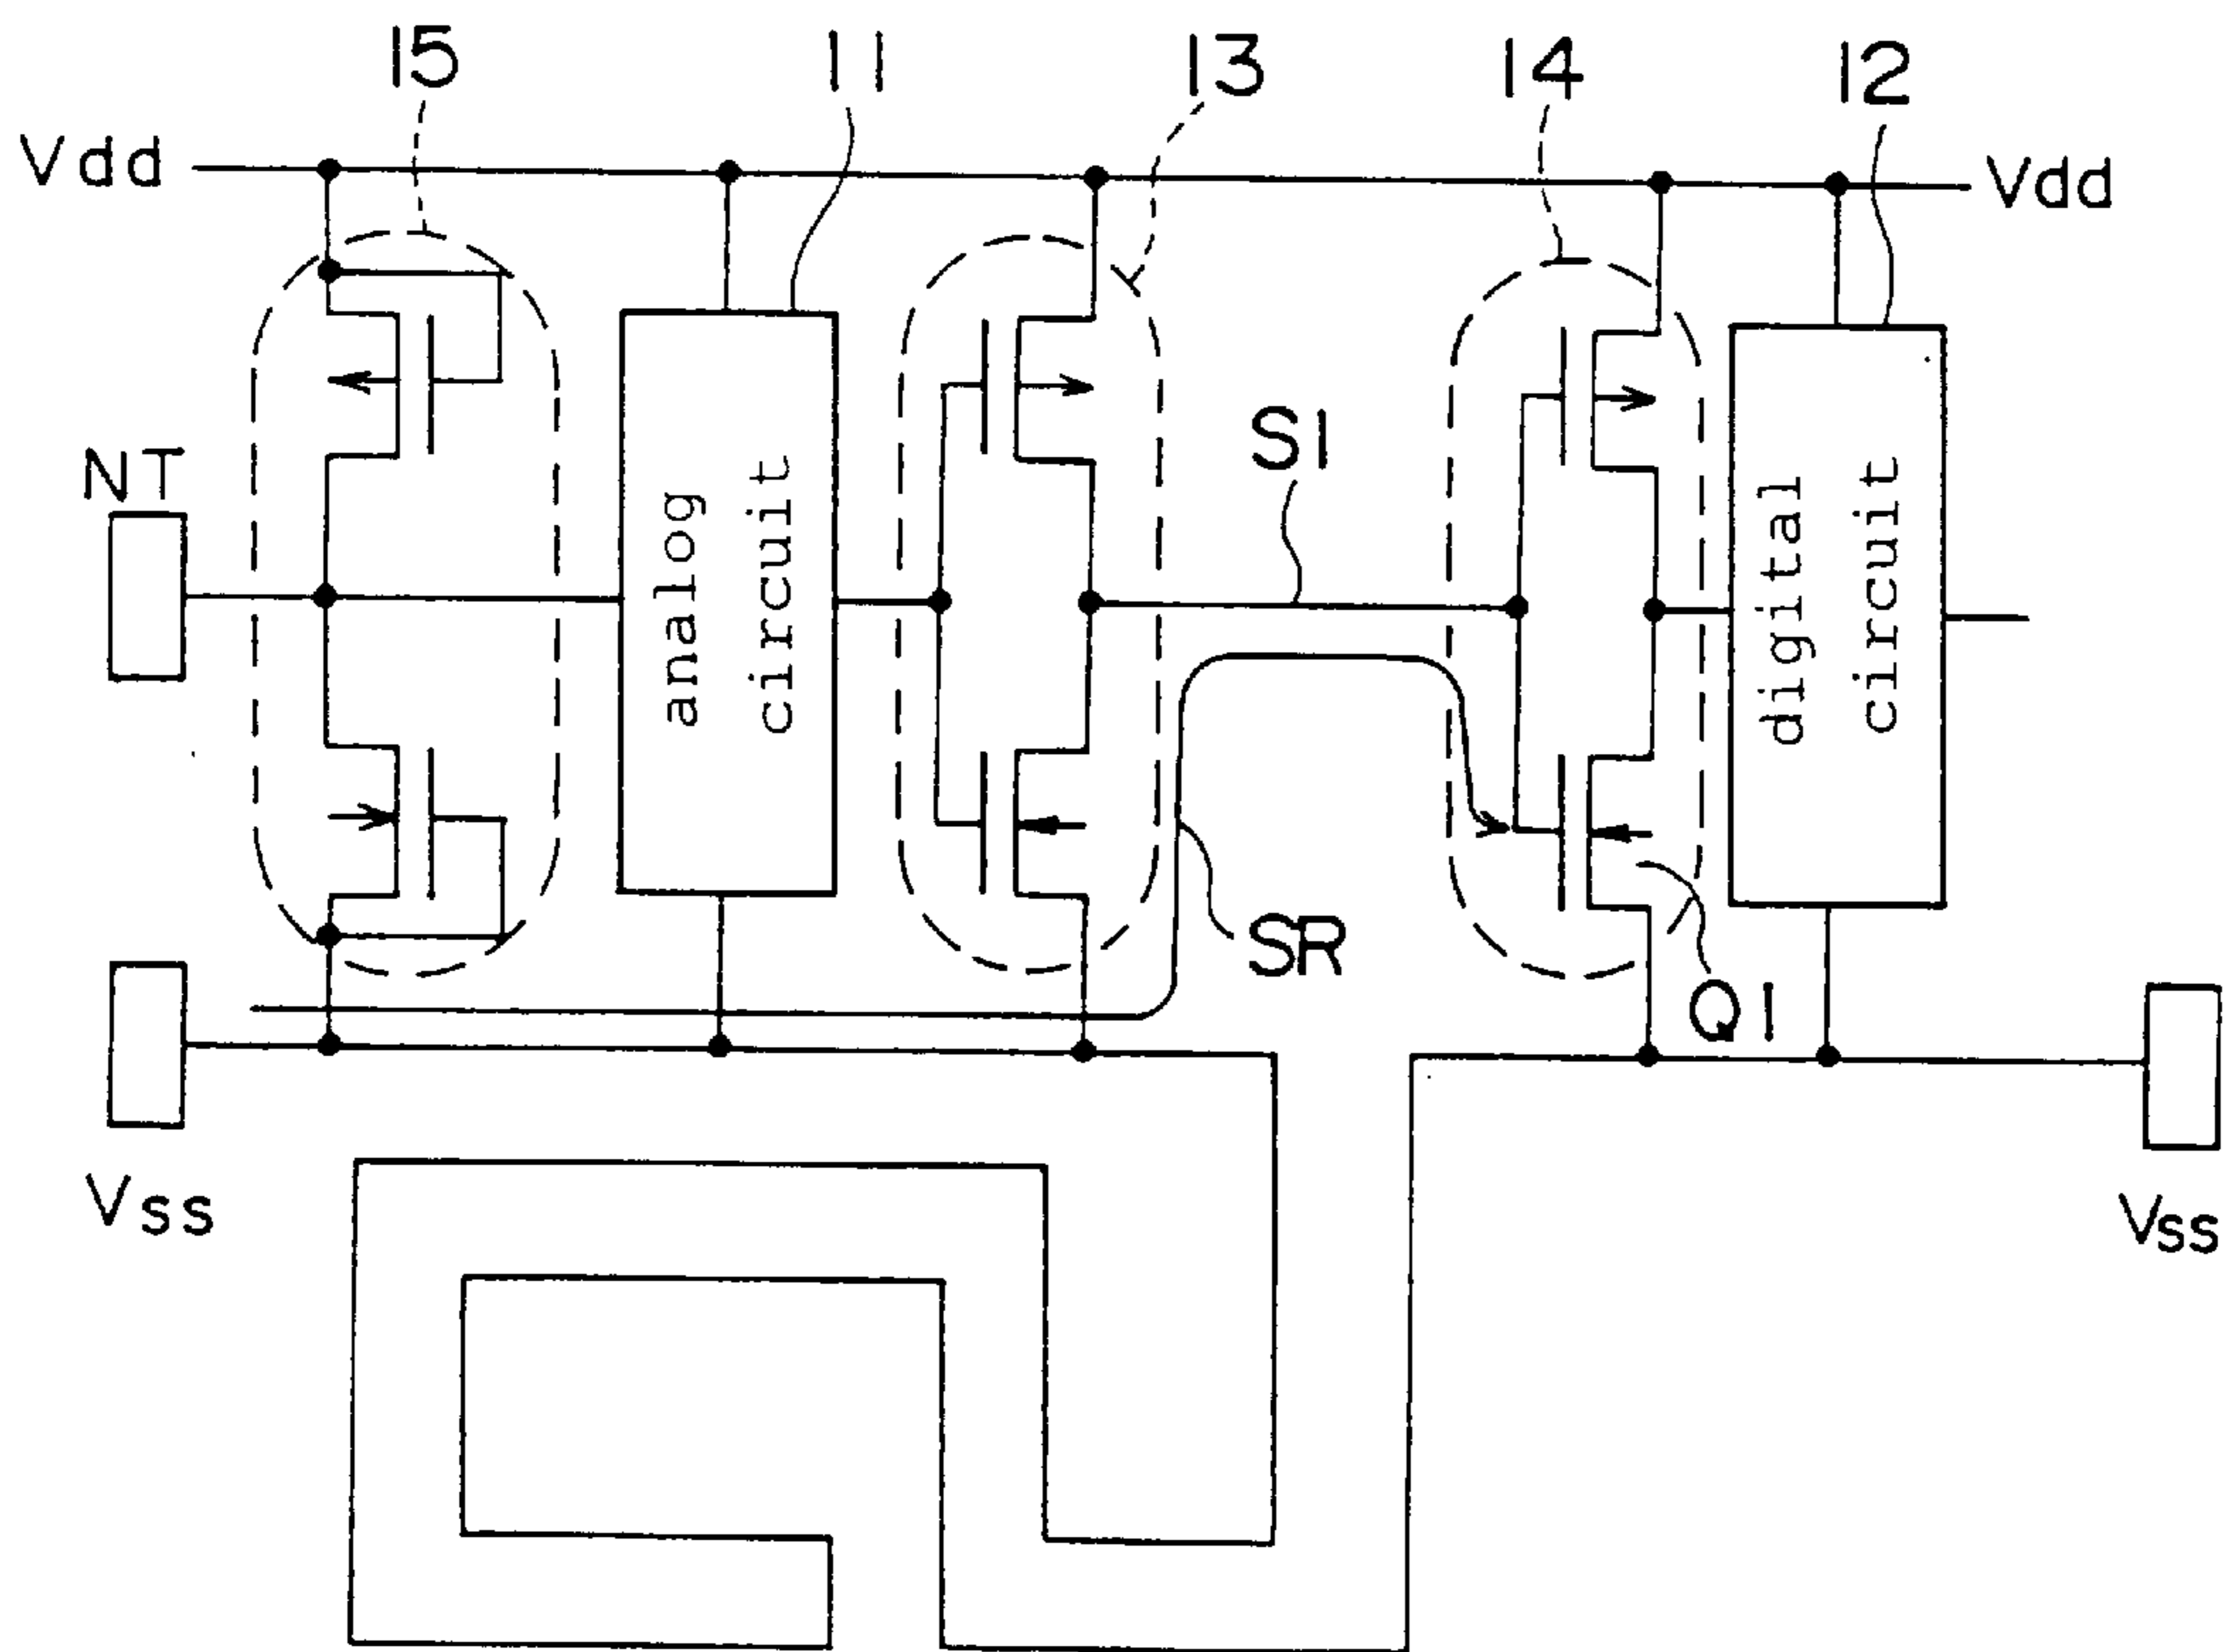 15
11
13
14
12
Vdd
Vdd
NT
S1
analog
circuit
digital
circuit
SR
Q1
Vss
Vss